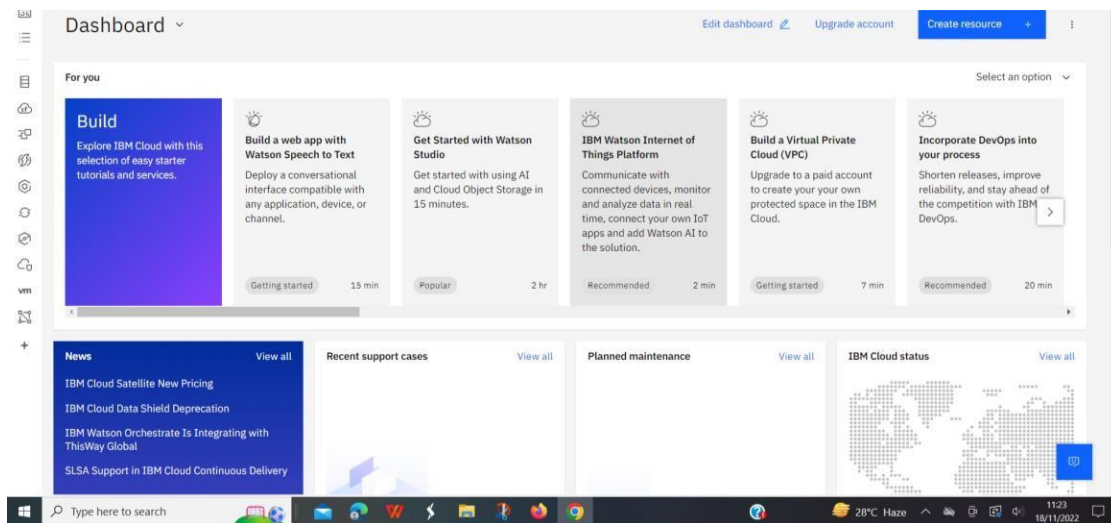 Dashboard
Edit dashboard
Upgrade account
Create resource +
For you
Select an option
Build
Explore IBM Cloud with this
selection of easy starter
tutorials and services.
Build a web app with
Watson Speech to Text
Deploy a conversational
interface compatible with
any application, device, or
channel.
Getting started
15 min
Get Started with Watson
Studio
Get started with using AI
and Cloud Object Storage in
15 minutes.
Popular
2 hr
IBM Watson Internet of
Things Platform
Communicate with
connected devices, monitor
and analyze data in real
time, connect your own IoT
apps and add Watson AI to
the solution.
Recommended
2 min
Build a Virtual Private
Cloud (VPC)
Upgrade to a paid account
to create your your own
protected space in the IBM
Cloud.
Getting started
7 min
Incorporate DevOps into
your process
Shorten releases, improve
reliability, and stay ahead of
the competition with IBM
DevOps.
Recommended
20 min
vm
News
View all
IBM Cloud Satellite New Pricing
IBM Cloud Data Shield Deprecation
IBM Watson Orchestrate Is Integrating with
ThisWay Global
SLSA Support in IBM Cloud Continuous Delivery
Recent support cases
View all
Planned maintenance
View all
IBM Cloud status
View all
Type here to search
28°C Haze
11:23
18/11/2022